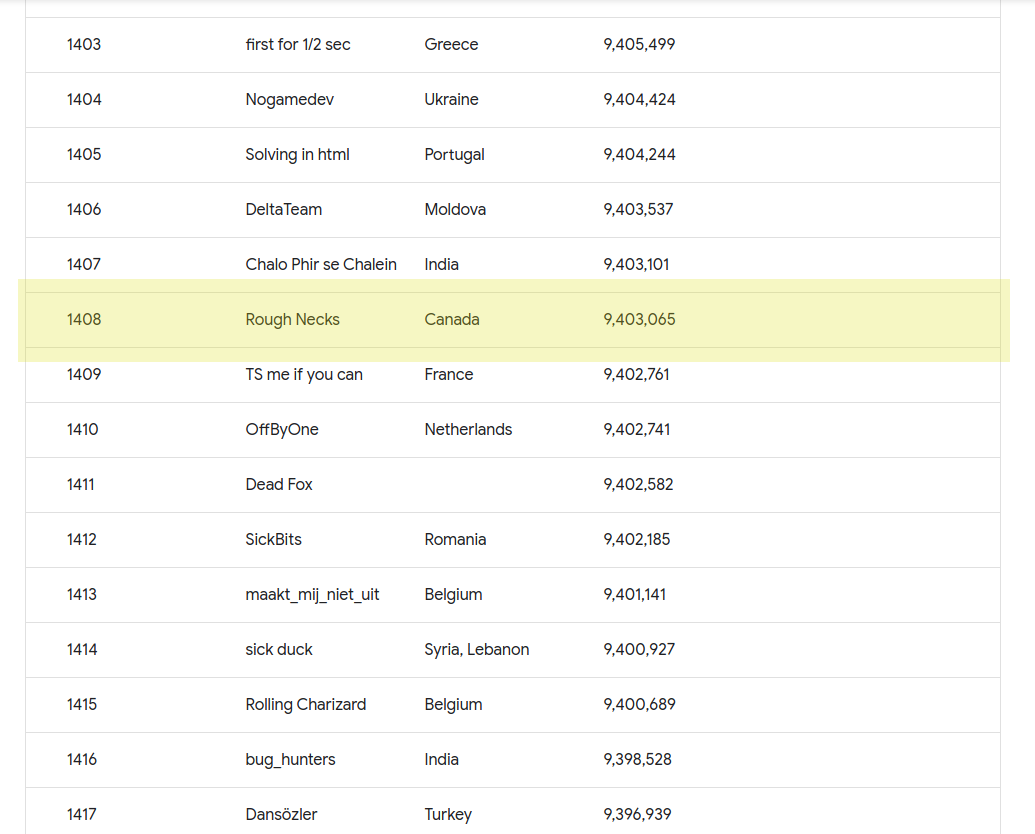 1403 first for 1/2 sec Greece 9,405,499
1404 Nogamedev Ukraine 9,404,424
1405 Solving in html Portugal 9,404,244
1406 DeltaTeam Moldova 9,403,537
1407 Chalo Phir se Chalein India 9,403,101
1408 Rough Necks Canada 9,403,065
1409 TS me if you can France 9,402,761
1410 OffByOne Netherlands 9,402,741
1411 Dead Fox 9,402,582
1412 SickBits Romania 9,402,185
1413 maakt_mij_niet_uit Belgium 9,401,141
1414 sick duck Syria, Lebanon 9,400,927
1415 Rolling Charizard Belgium 9,400,689
1416 bug_hunters India 9,398,528
1417 Dansözler Turkey 9,396,939